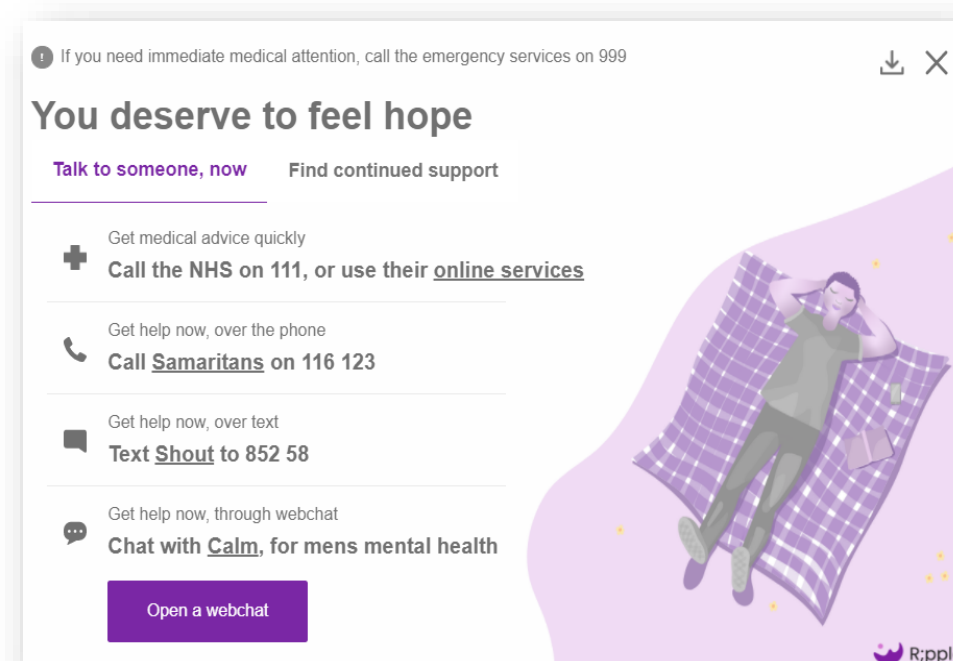 If you need immediate medical attention, call the emergency services on 999
You deserve to feel hope
Talk to someone, now
Find continued support
Get medical advice quickly
Call the NHS on 111, or use their online services
Get help now, over the phone
Call Samaritans on 116 123
Get help now, over text
Text Shout to 852 58
Get help now, through webchat
Chat with Calm, for mens mental health
Open a webchat
R;ppl